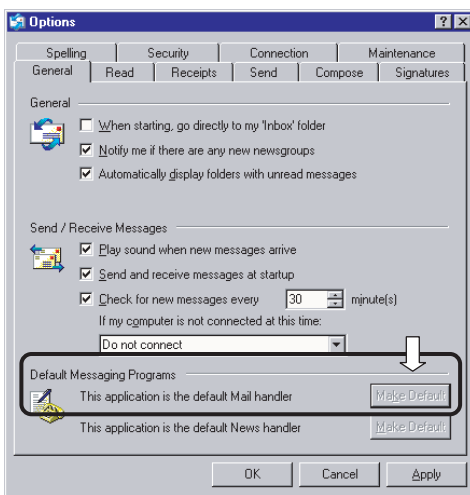 Options
Spelling Security Connection Maintenance
General Read Receipts Send Compose Signatures
General
When starting, go directly to my 'Inbox' folder
Notify me if there are any new newsgroups
Automatically display folders with unread messages
Send / Receive Messages
Play sound when new messages arrive
Send and receive messages at startup
Check for new messages every 30 minute(s)
If my computer is not connected at this time:
Do not connect
Default Messaging Programs
This application is the default Mail handler Make Default
This application is the default News handler Make Default
OK Cancel Apply